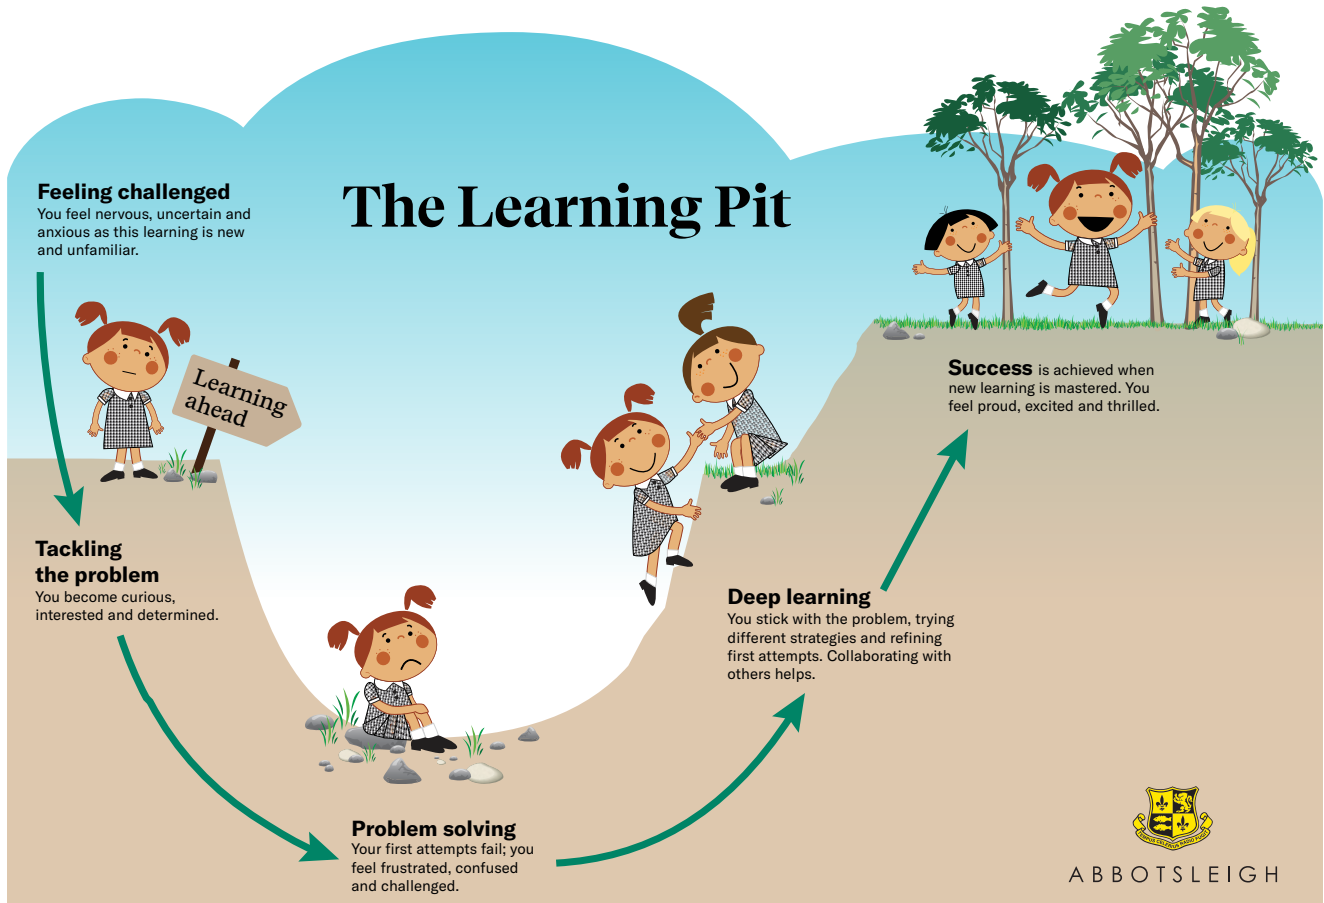 The Learning Pit
Feeling challenged
You feel nervous, uncertain and
anxious as this learning is new
and unfamiliar.
Learning
ahead
Tackling
the problem
You become curious,
interested and determined.
Problem solving
Your first attempts fail; you
feel frustrated, confused
and challenged.
Deep learning
You stick with the problem, trying
different strategies and refining
first attempts. Collaborating with
others helps.
Success is achieved when
new learning is mastered. You
feel proud, excited and thrilled.
ABBOTSLEIGH